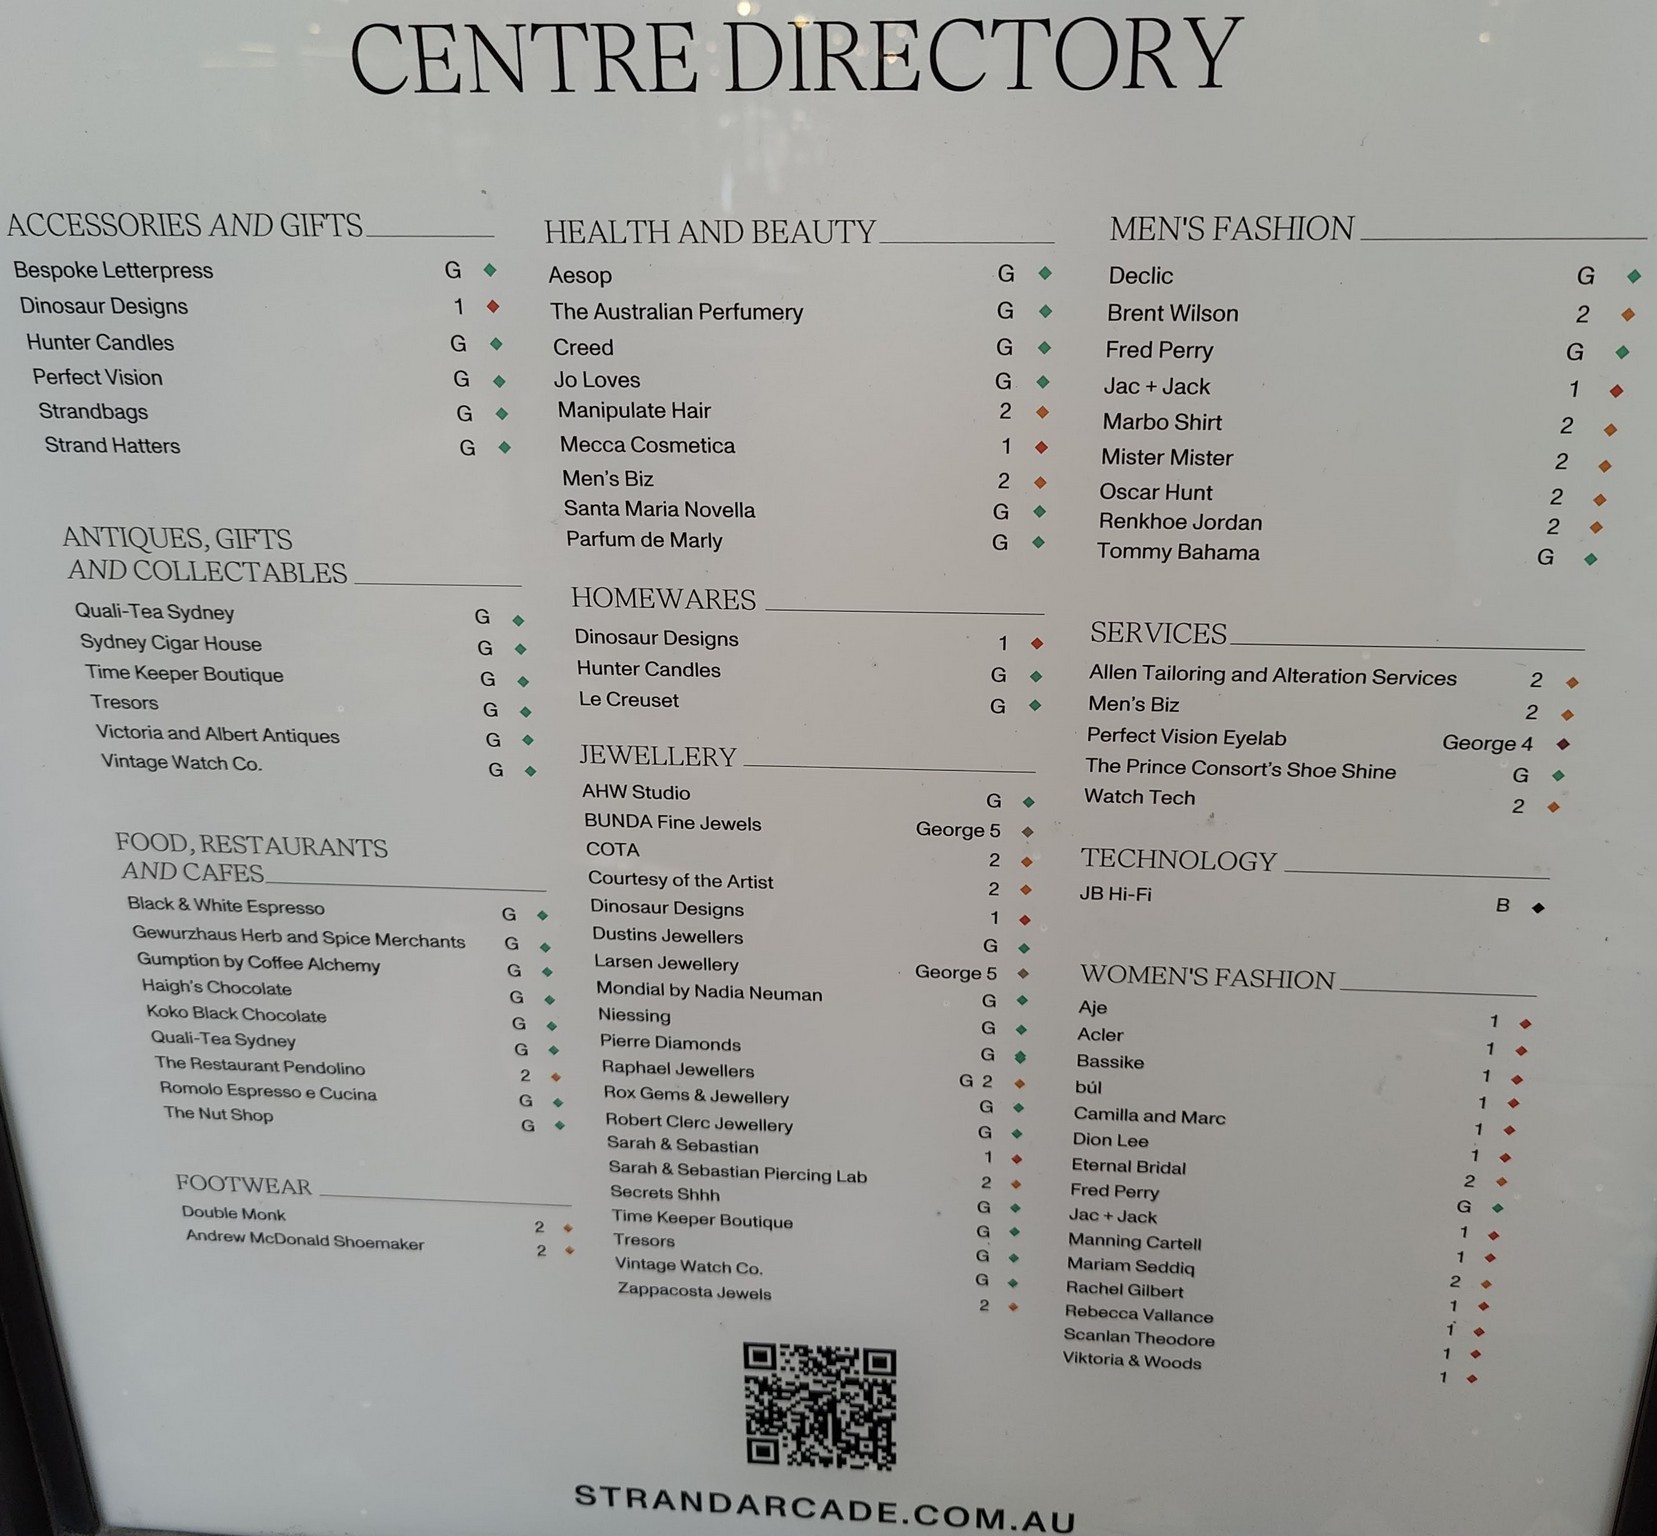 CENTRE DIRECTORY
ACCESSORIES AND GIFTS
Bespoke Letterpress G
Dinosaur Designs 1
Hunter Candles G
Perfect Vision G
Strandbags G
Strand Hatters G
ANTIQUES, GIFTS
AND COLLECTABLES
Quali-Tea Sydney G
Sydney Cigar House G
Time Keeper Boutique G
Tresors G
Victoria and Albert Antiques G
Vintage Watch Co. G
FOOD, RESTAURANTS
AND CAFES
Black & White Espresso G
Gewurzhaus Herb and Spice Merchants G
Gumption by Coffee Alchemy G
Haigh's Chocolate G
Koko Black Chocolate G
Quali-Tea Sydney G
The Restaurant Pendolino 2
Romolo Espresso e Cucina G
The Nut Shop G
FOOTWEAR
Double Monk 2
Andrew McDonald Shoemaker 2
HEALTH AND BEAUTY
Aesop G
The Australian Perfumery G
Creed G
Jo Loves G
Manipulate Hair 2
Mecca Cosmetica 1
Men's Biz 2
Santa Maria Novella G
Parfum de Marly G
HOMEWARES
Dinosaur Designs 1
Hunter Candles G
Le Creuset G
JEWELLERY
AHW Studio G
BUNDA Fine Jewels George 5
COTA 2
Courtesy of the Artist 2
Dinosaur Designs 1
Dustins Jewellers G
Larsen Jewellery George 5
Mondial by Nadia Neuman G
Niessing G
Pierre Diamonds G
Raphael Jewellers G 2
Rox Gems & Jewellery G
Robert Clerc Jewellery G
Sarah & Sebastian 1
Sarah & Sebastian Piercing Lab 2
Secrets Shhh G
Time Keeper Boutique G
Tresors G
Vintage Watch Co. G
Zappacosta Jewels 2
MEN'S FASHION
Declic G
Brent Wilson 2
Fred Perry G
Jac + Jack 1
Marbo Shirt 2
Mister Mister 2
Oscar Hunt 2
Renkhoe Jordan 2
Tommy Bahama G
SERVICES
Allen Tailoring and Alteration Services 2
Men's Biz 2
Perfect Vision Eyelab George 4
The Prince Consort's Shoe Shine G
Watch Tech 2
TECHNOLOGY
JB Hi-Fi B
WOMEN'S FASHION
Aje 1
Acler 1
Bassike 1
búl 1
Camilla and Marc 1
Dion Lee 1
Eternal Bridal 2
Fred Perry G
Jac + Jack 1
Manning Cartell 1
Mariam Seddiq 2
Rachel Gilbert 1
Rebecca Vallance 1
Scanlan Theodore 1
Viktoria & Woods 1
STRANDARCADE.COM.AU